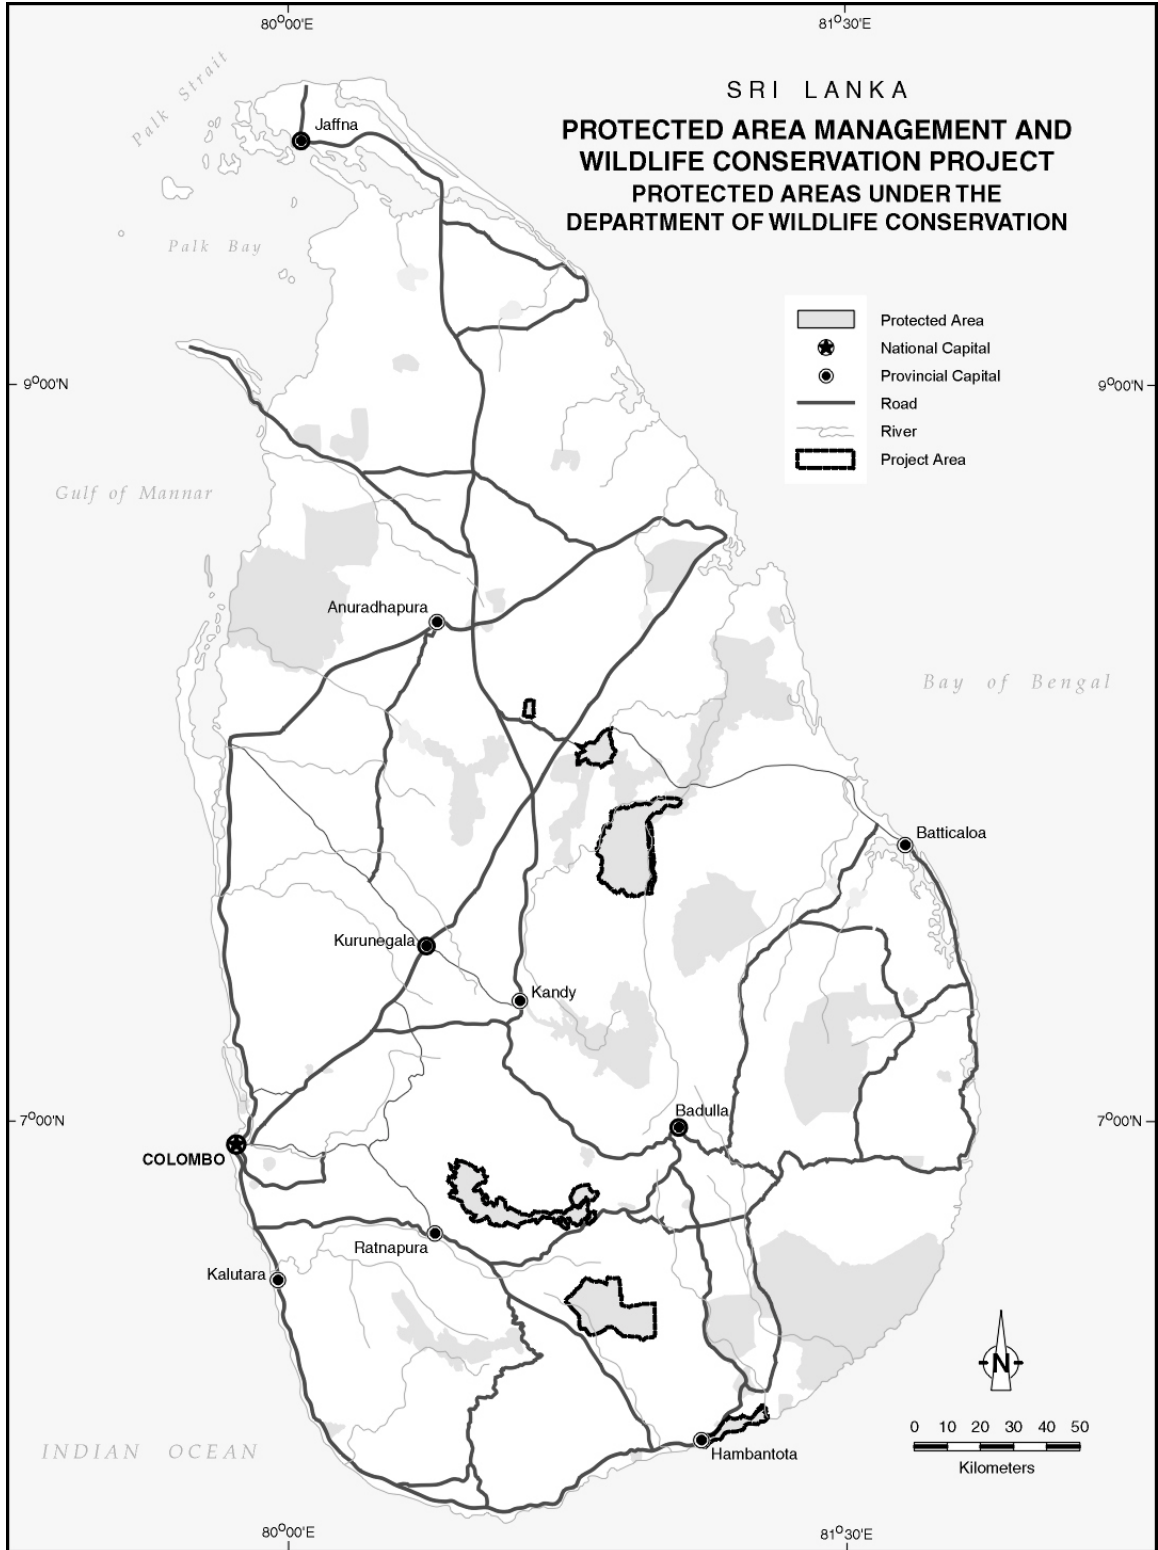 80°00'E
81°30'E
Palk Strait
SRI LANKA
PROTECTED AREA MANAGEMENT AND
WILDLIFE CONSERVATION PROJECT
PROTECTED AREAS UNDER THE
DEPARTMENT OF WILDLIFE CONSERVATION
Jaffna
Palk Bay
Protected Area
National Capital
Provincial Capital
Road
River
Project Area
9°00'N
9°00'N
Gulf of Mannar
Anuradhapura
Bay of Bengal
Batticaloa
Kurunegala
Kandy
Badulla
7°00'N
7°00'N
COLOMBO
Ratnapura
Kalutara
N
INDIAN OCEAN
Hambantota
0 10 20 30 40 50
Kilometers
80°00'E
81°30'E